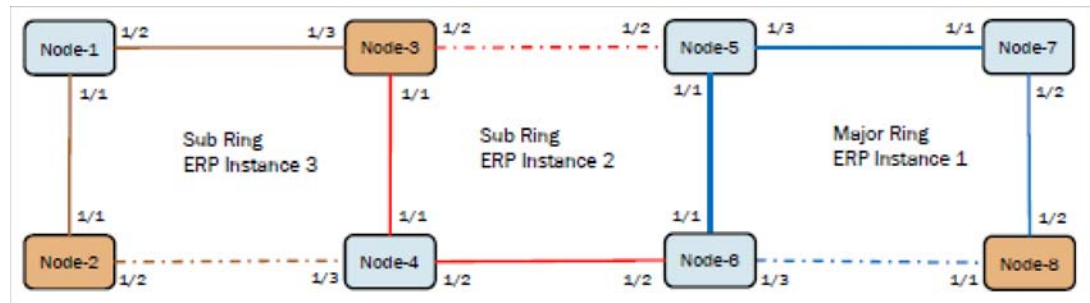 Node-1 1/2 1/3 Node-3 1/2 1/2 Node-5 1/3 1/1 Node-7
1/1 1/1 1/1 1/2
Sub Ring Sub Ring Major Ring
ERP Instance 3 ERP Instance 2 ERP Instance 1
1/1 1/1 1/1 1/2
Node-2 1/2 1/3 Node-4 1/2 1/2 Node-6 1/3 1/1 Node-8